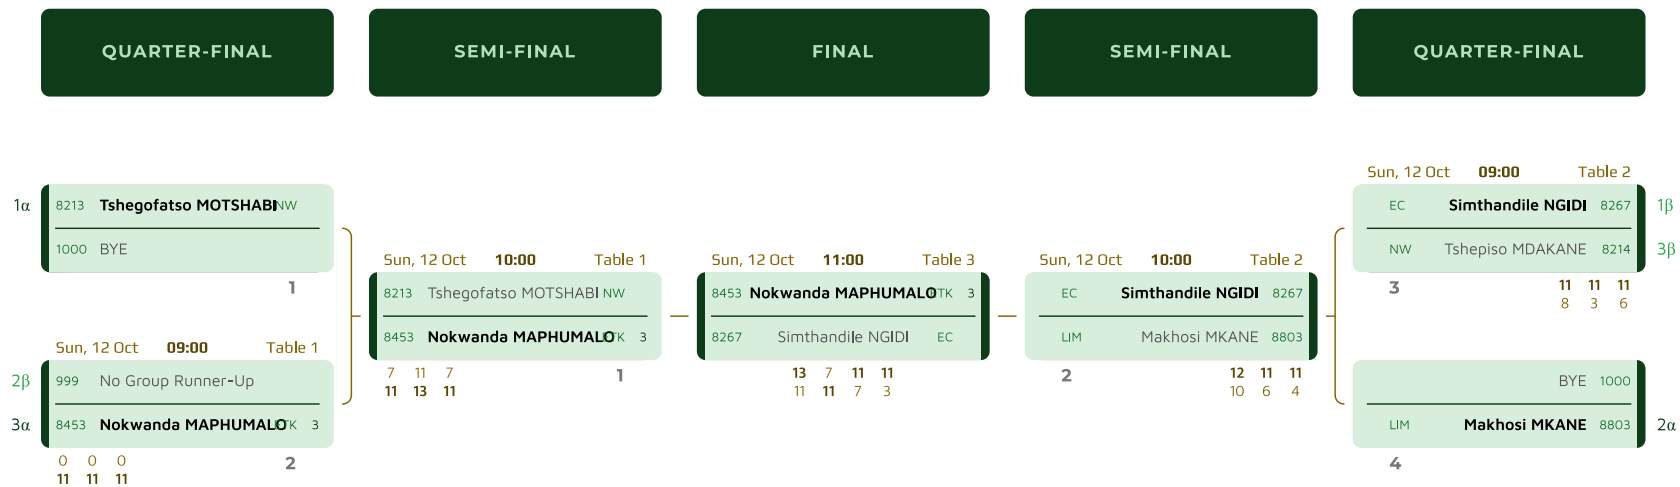 QUARTER-FINAL SEMI-FINAL FINAL SEMI-FINAL QUARTER-FINAL
1α 8213 Tshegofatso MOTSHABI NW
1000 BYE
1
Sun, 12 Oct 09:00 Table 1
2β 999 No Group Runner-Up
3α 8453 Nokwanda MAPHUMALO ETK 3
0 0 0 2
11 11 11
Sun, 12 Oct 10:00 Table 1
8213 Tshegofatso MOTSHABI NW
8453 Nokwanda MAPHUMALO ETK 3
7 11 7 1
11 13 11
Sun, 12 Oct 11:00 Table 3
8453 Nokwanda MAPHUMALO ETK 3
8267 Simthandile NGIDI EC
13 7 11 11
11 11 7 3
Sun, 12 Oct 10:00 Table 2
EC Simthandile NGIDI 8267
LIM Makhosi MKANE 8803
2 12 11 11
10 6 4
Sun, 12 Oct 09:00 Table 2
EC Simthandile NGIDI 8267 1β
NW Tshepiso MDAKANE 8214 3β
3 11 11 11
8 3 6
BYE 1000
LIM Makhosi MKANE 8803 2α
4